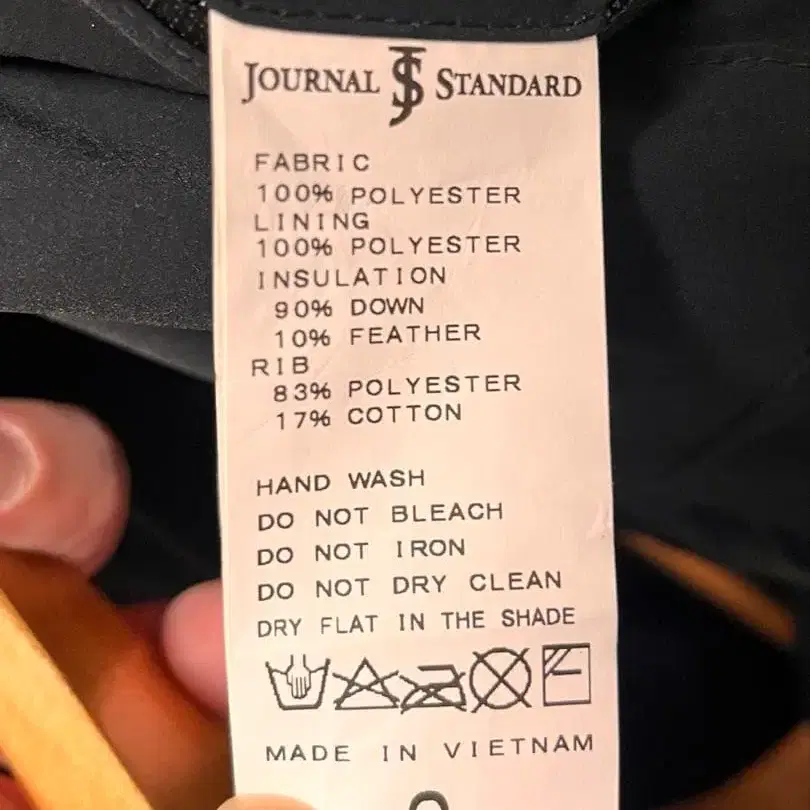 JOURNAL JS STANDARD
FABRIC
100% POLYESTER
LINING
100% POLYESTER
INSULATION
90% DOWN
10% FEATHER
RIB
83% POLYESTER
17% COTTON
HAND WASH
DO NOT BLEACH
DO NOT IRON
DO NOT DRY CLEAN
DRY FLAT IN THE SHADE
MADE IN VIETNAM